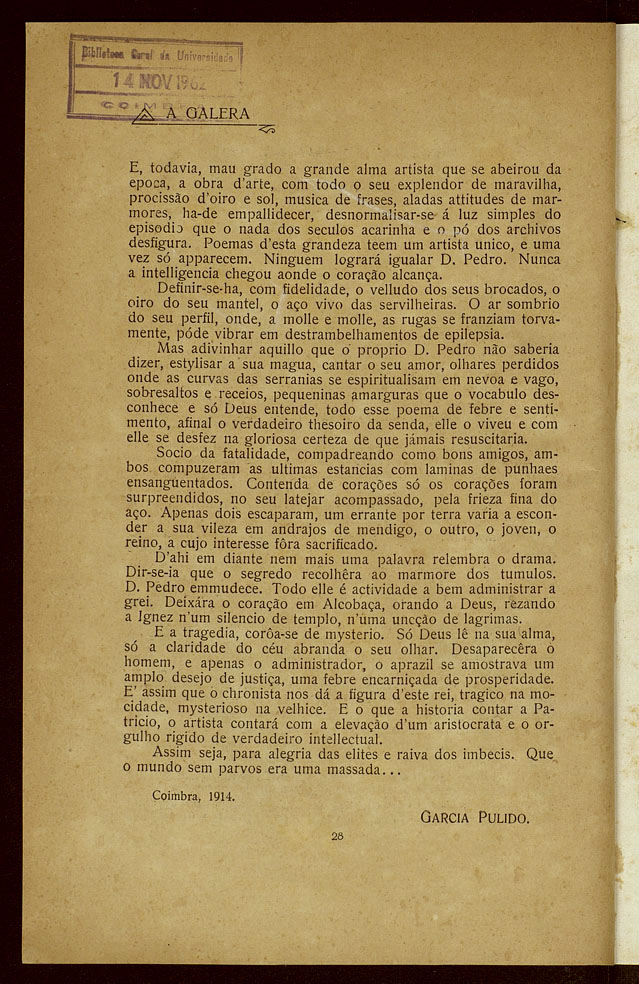 Biblioteca Geral da Universidade
14 NOV 1962
COIMBRA
A GALERA
E, todavia, mau grado a grande alma artista que se abeirou da
epoca, a obra d'arte, com todo o seu explendor de maravilha,
procissão d'oiro e sol, musica de frases, aladas attitudes de mar-
mores, ha-de empallidecer, desnormalisar-se á luz simples do
episodio que o nada dos seculos acarinha e o pó dos archivos
desfigura. Poemas d'esta grandeza teem um artista unico, e uma
vez só apparecem. Ninguem logrará igualar D. Pedro. Nunca
a intelligencia chegou aonde o coração alcança.
Definir-se-ha, com fidelidade, o velludo dos seus brocados, o
oiro do seu mantel, o aço vivo das servilheiras. O ar sombrio
do seu perfil, onde, a molle e molle, as rugas se franziam torva-
mente, póde vibrar em destrambelhamentos de epilepsia.
Mas adivinhar aquillo que o proprio D. Pedro não saberia
dizer, estylisar a sua magua, cantar o seu amor, olhares perdidos
onde as curvas das serranias se espiritualisam em nevoa e vago,
sobresaltos e receios, pequeninas amarguras que o vocabulo des-
conhece e só Deus entende, todo esse poema de febre e senti-
mento, afinal o verdadeiro thesoiro da senda, elle o viveu e com
elle se desfez na gloriosa certeza de que jámais resuscitaria.
Socio da fatalidade, compadreando como bons amigos, am-
bos compuzeram as ultimas estancias com laminas de punhaes
ensanguentados. Contenda de corações só os corações foram
surpreendidos, no seu latejar acompassado, pela frieza fina do
aço. Apenas dois escaparam, um errante por terra varia a escon-
der a sua vileza em andrajos de mendigo, o outro, o joven, o
reino, a cujo interesse fôra sacrificado.
D'ahi em diante nem mais uma palavra relembra o drama.
Dir-se-ia que o segredo recolhêra ao marmore dos tumulos.
D. Pedro emmudece. Todo elle é actividade a bem administrar a
grei. Deixára o coração em Alcobaça, orando a Deus, rezando
a Ignez n'um silencio de templo, n'uma uncção de lagrimas.
E a tragedia, corôa-se de mysterio. Só Deus lê na sua alma,
só a claridade do céu abranda o seu olhar. Desaparecêra o
homem, e apenas o administrador, o aprazil se amostrava um
amplo desejo de justiça, uma febre encarniçada de prosperidade.
E' assim que o chronista nos dá a figura d'este rei, tragico na mo-
cidade, mysterioso na velhice. E o que a historia contar a Pa-
tricio, o artista contará com a elevação d'um aristocrata e o or-
gulho rigido de verdadeiro intellectual.
Assim seja, para alegria das elites e raiva dos imbecis. Que
o mundo sem parvos era uma massada...
Coimbra, 1914.
GARCIA PULIDO.
28